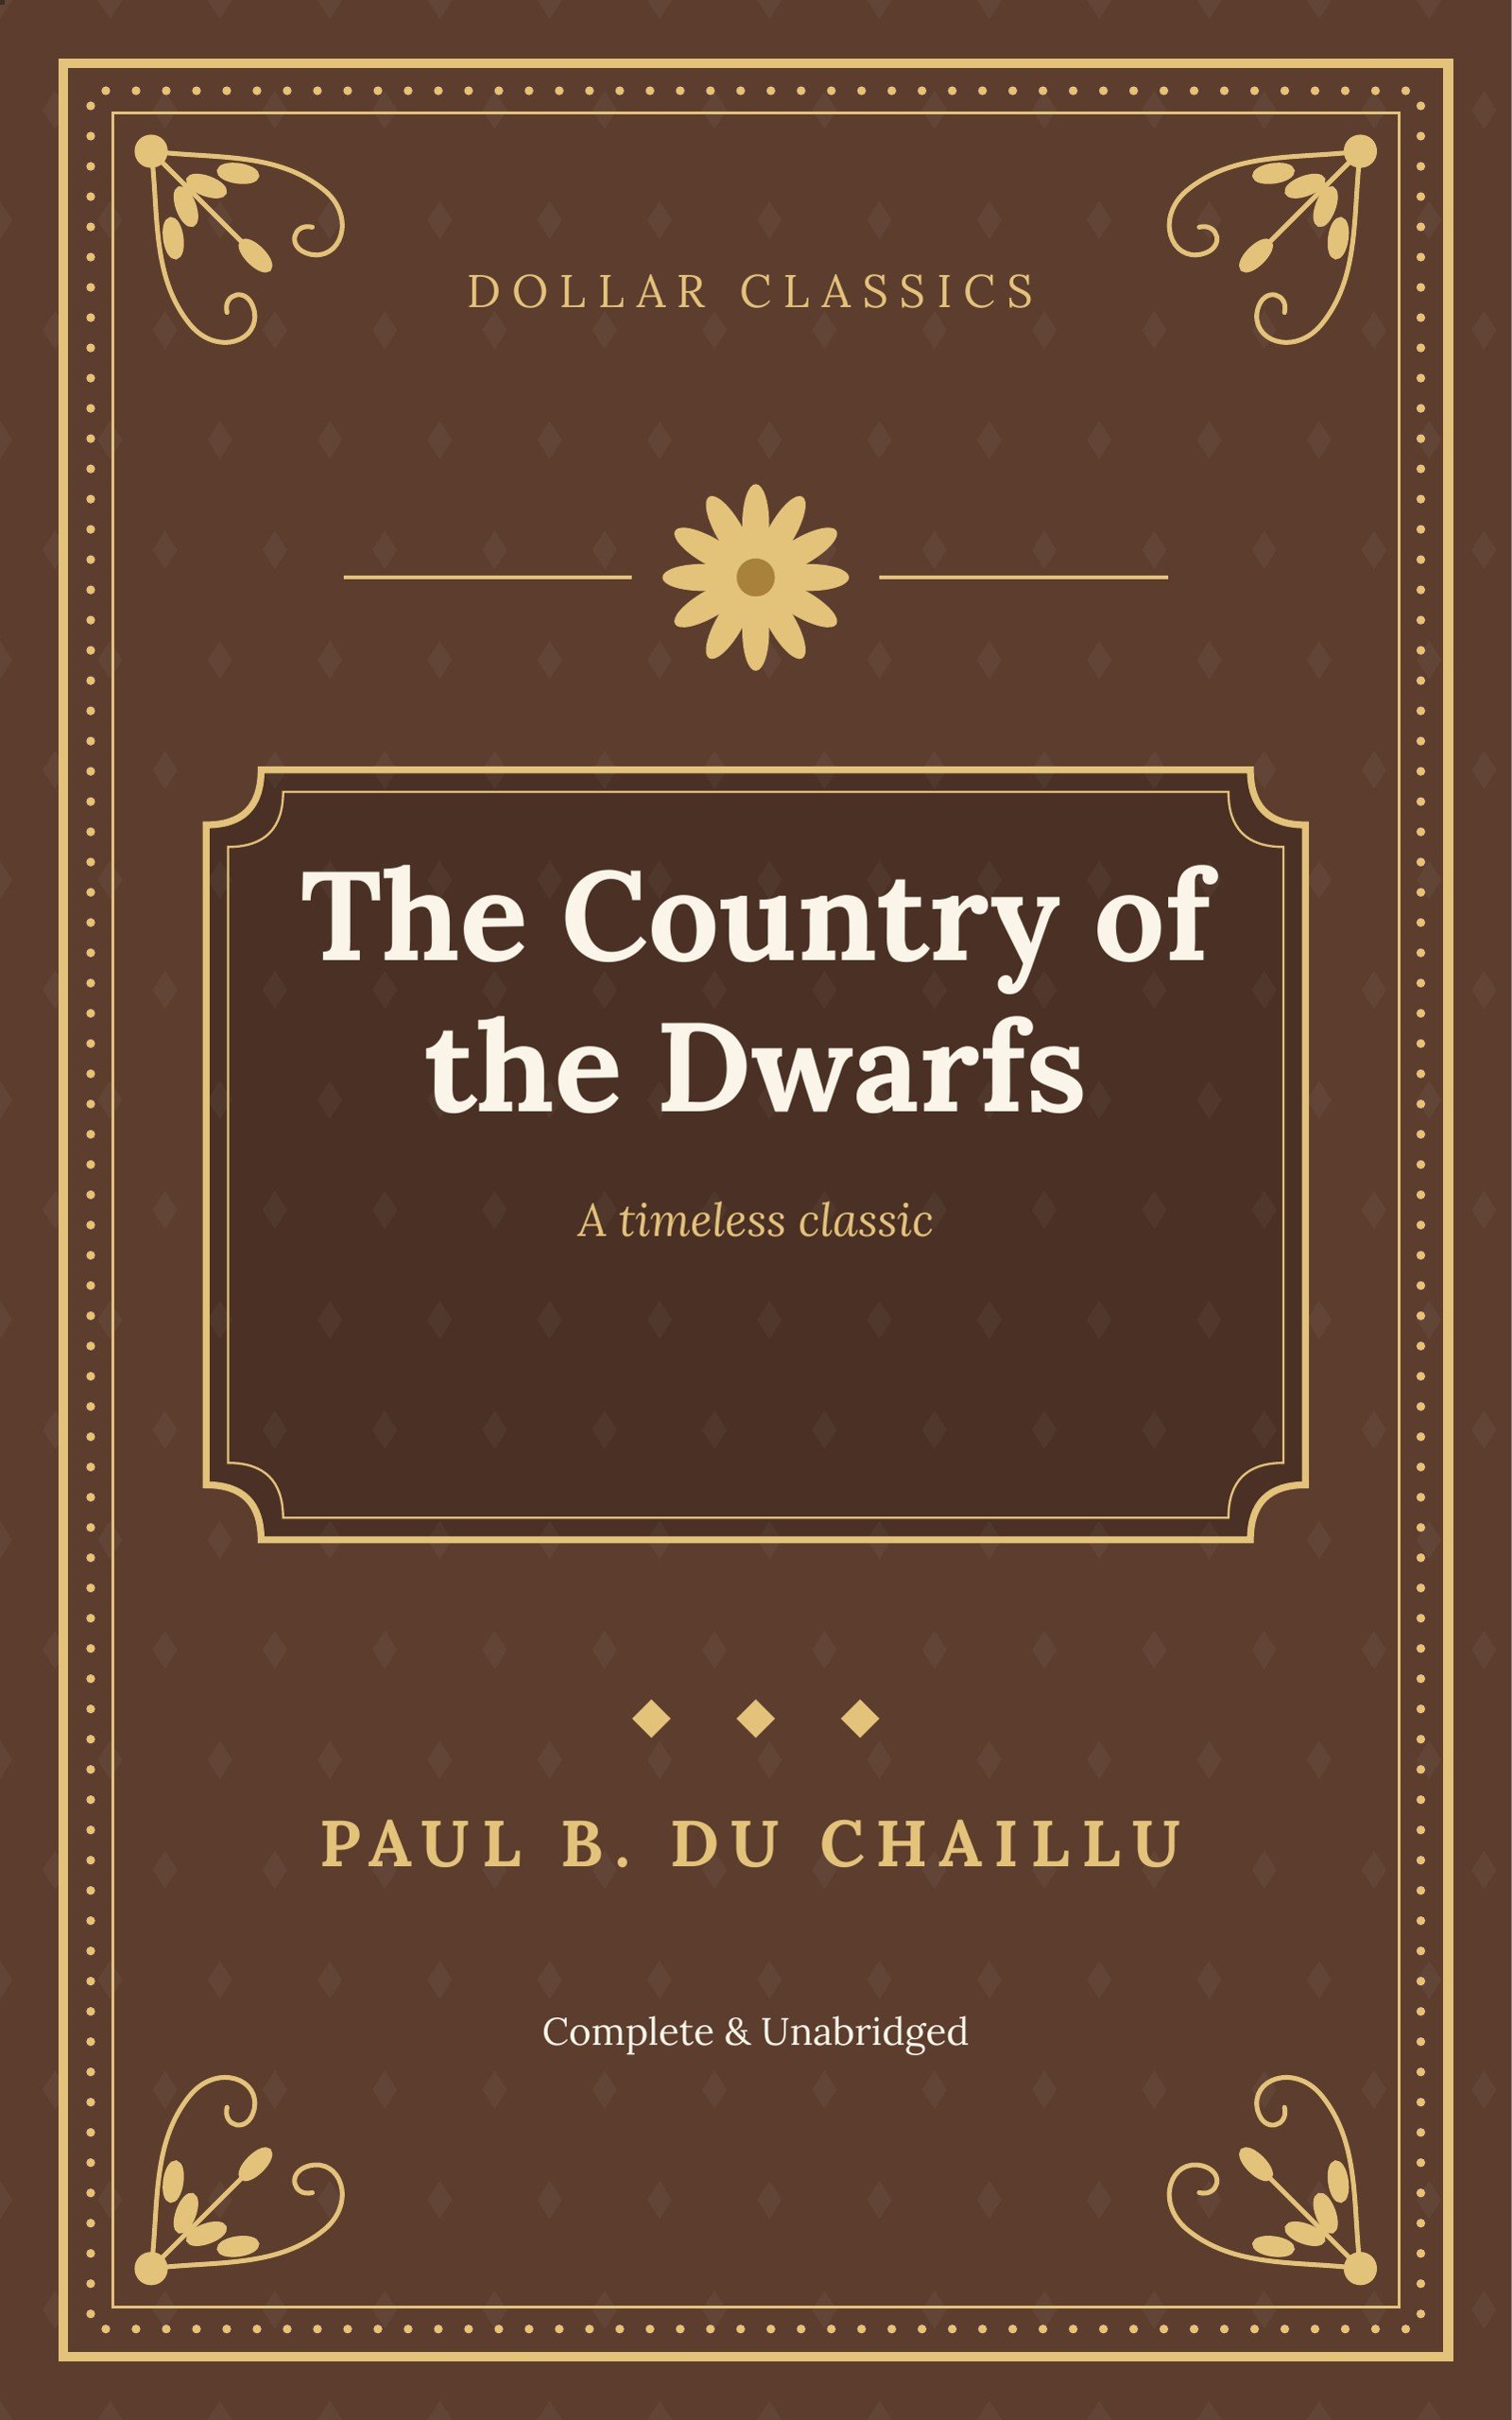 DOLLAR CLASSICS
The Country of
the Dwarfs
A timeless classic
PAUL B. DU CHAILLU
Complete & Unabridged